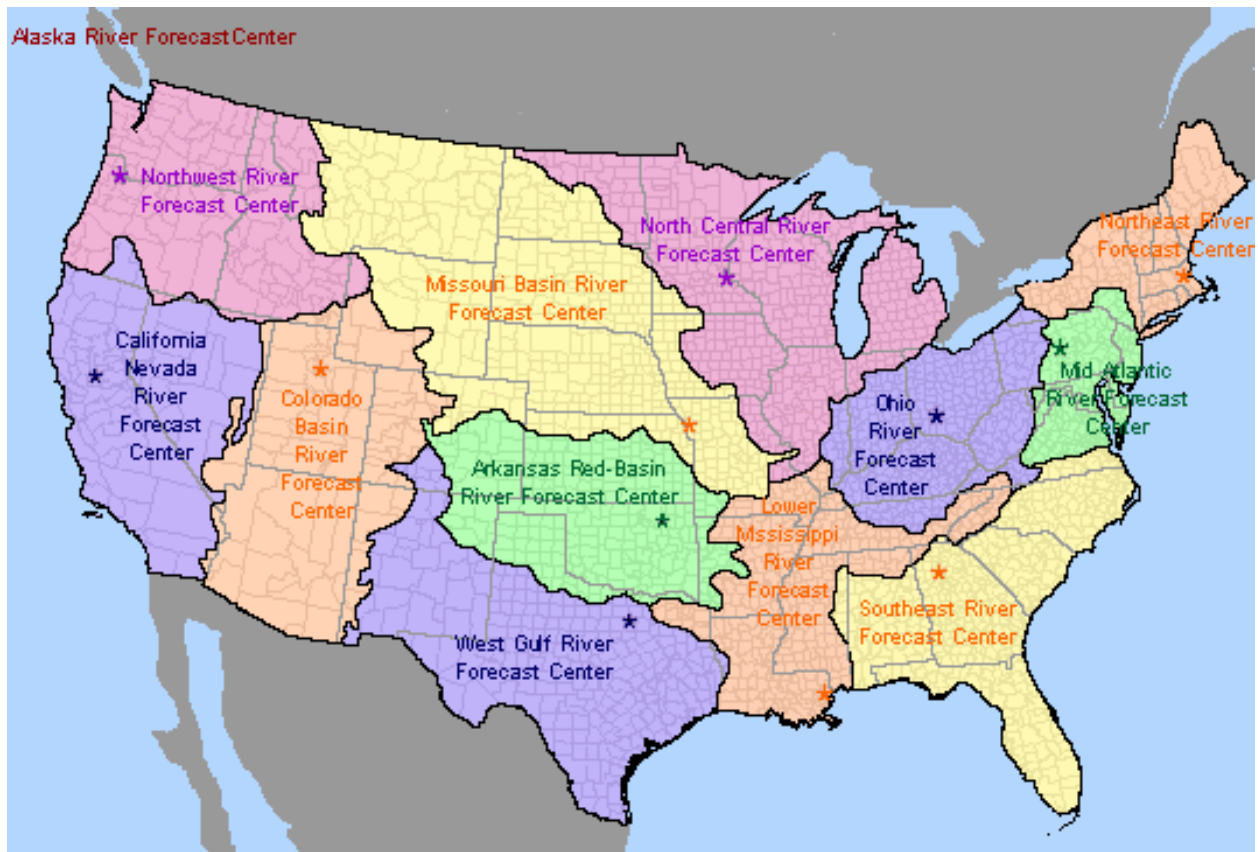 Alaska River Forecast Center
Northwest River
Forecast Center
North Central River
Forecast Center
Northeast River
Forecast Center
Missouri Basin River
Forecast Center
California
Nevada
River
Forecast
Center
Colorado
Basin
River
Forecast
Center
Mid-Atlantic
River Forecast
Center
Ohio
River
Forecast
Center
Arkansas Red-Basin
River Forecast Center
Lower
Mssissippi
River
Forecast
Center
Southeast River
Forecast Center
West Gulf River
Forecast Center